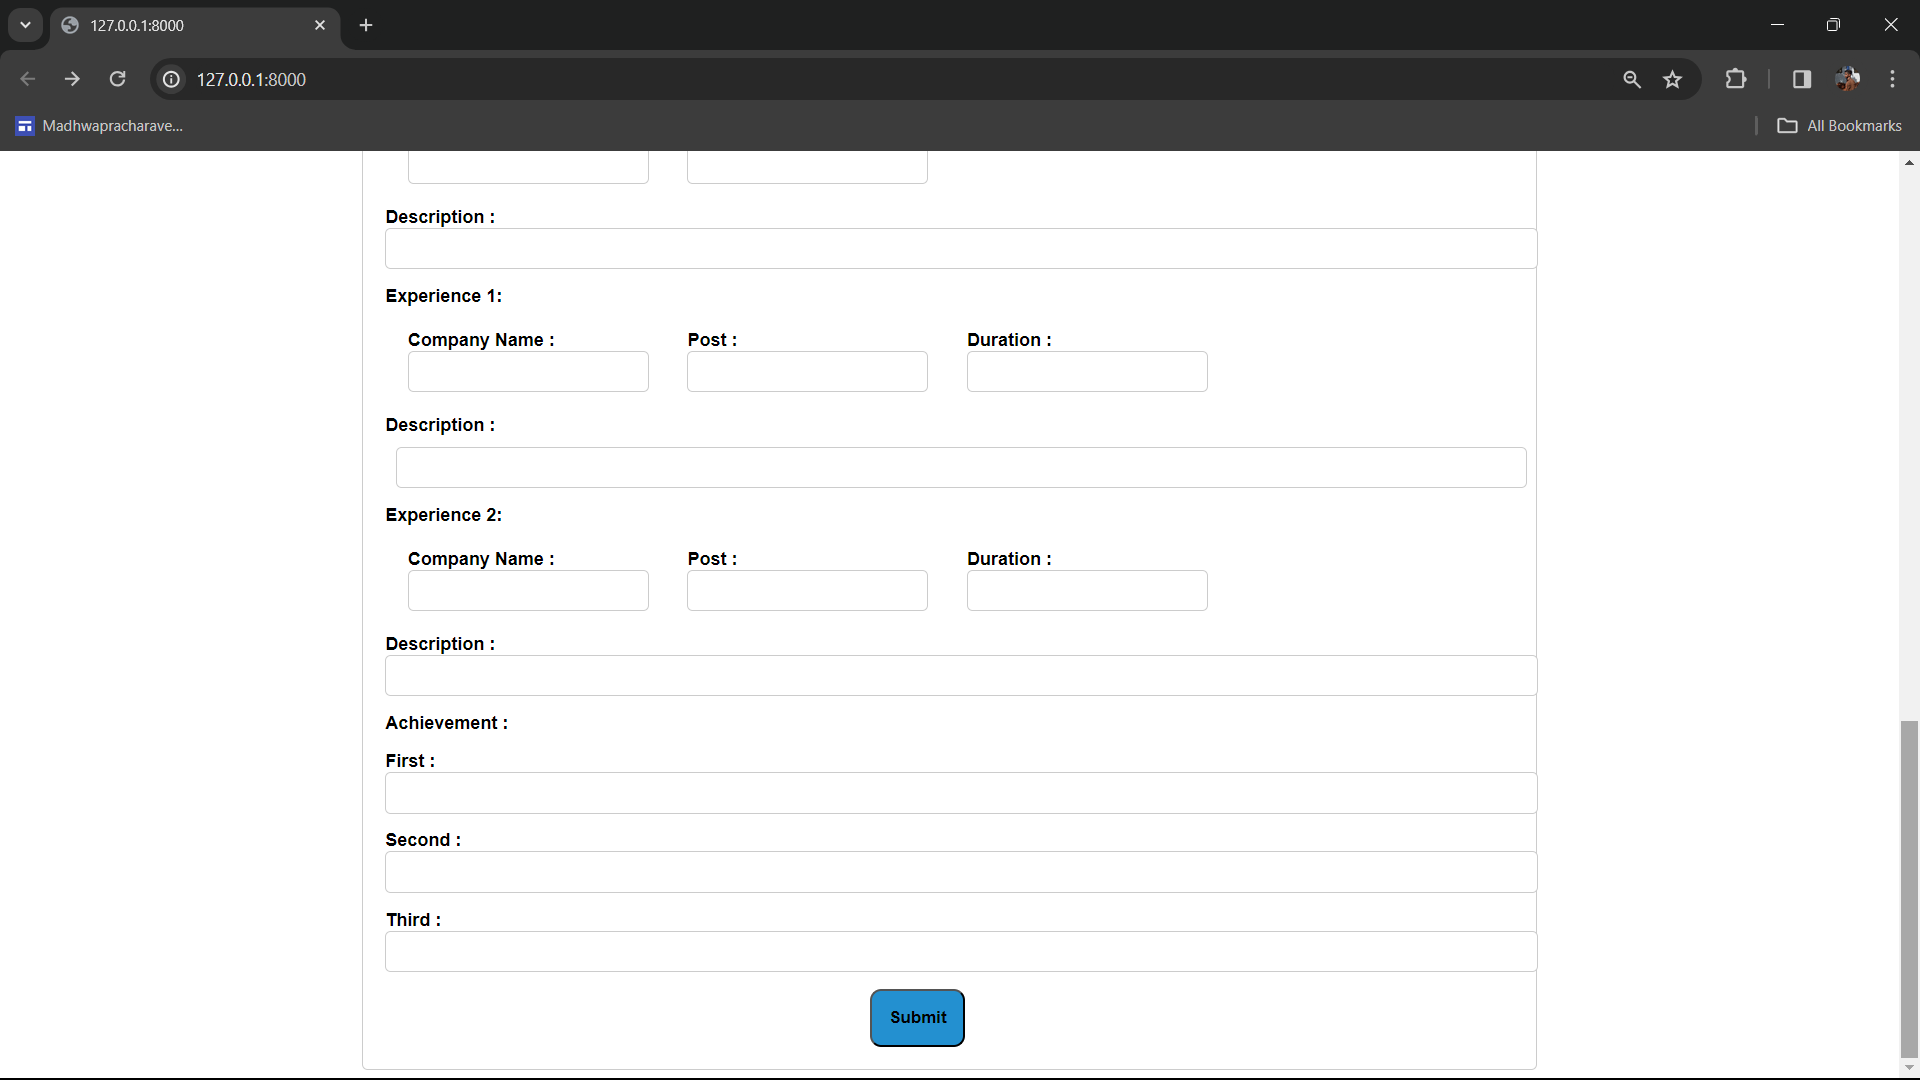 127.0.0.1:8000
127.0.0.1:8000
Madhwapracharave...
All Bookmarks
Description :
Experience 1:
Company Name : Post : Duration :
Description :
Experience 2:
Company Name : Post : Duration :
Description :
Achievement :
First :
Second :
Third :
Submit